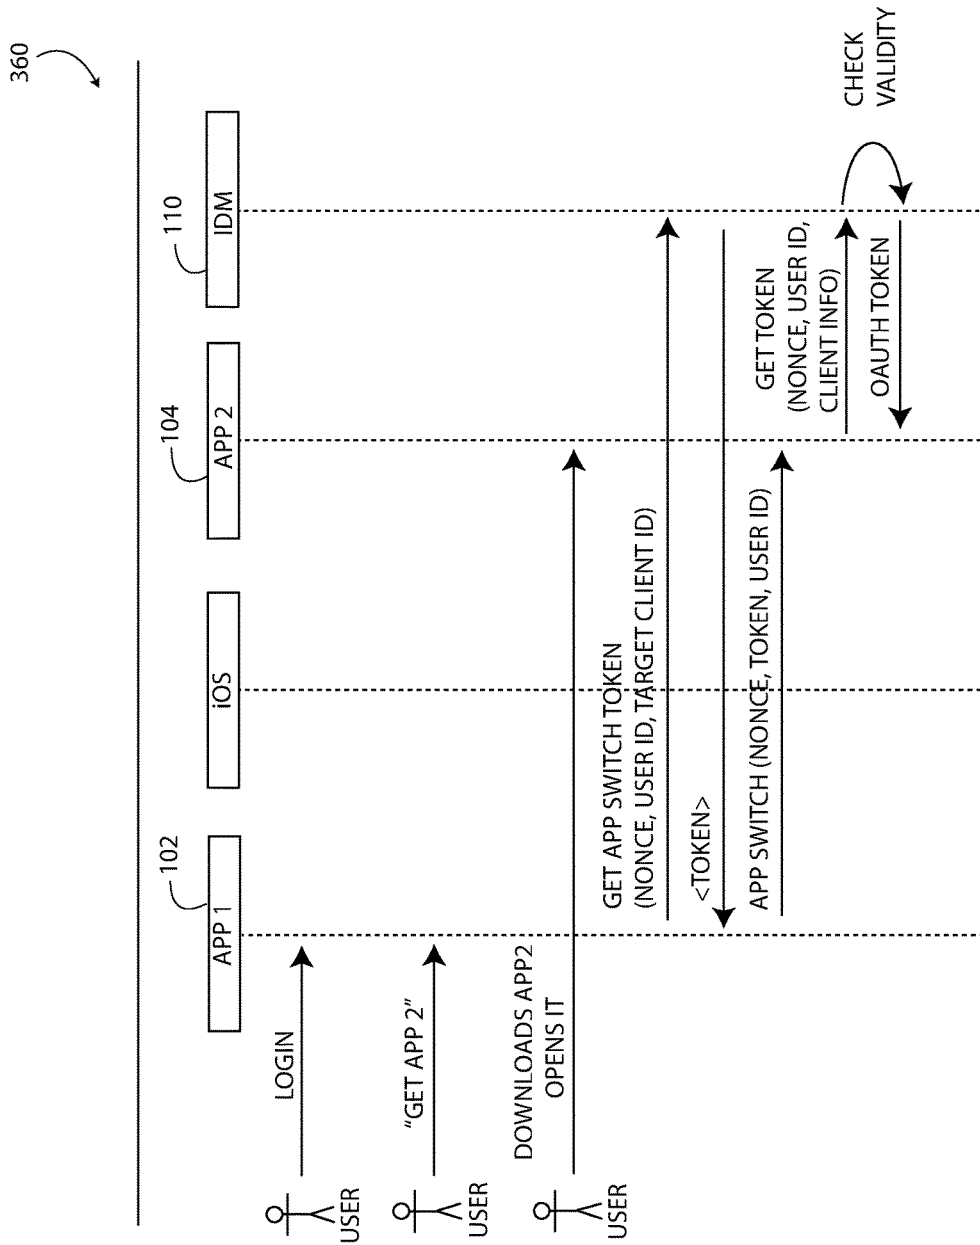 360
102
104
110
APP 1
iOS
APP 2
IDM
LOGIN
USER
"GET APP 2"
USER
DOWNLOADS APP2
OPENS IT
USER
GET APP SWITCH TOKEN
(NONCE, USER ID, TARGET CLIENT ID)
<TOKEN>
APP SWITCH (NONCE, TOKEN, USER ID)
GET TOKEN
(NONCE, USER ID,
CLIENT INFO)
CHECK
VALIDITY
OAUTH TOKEN